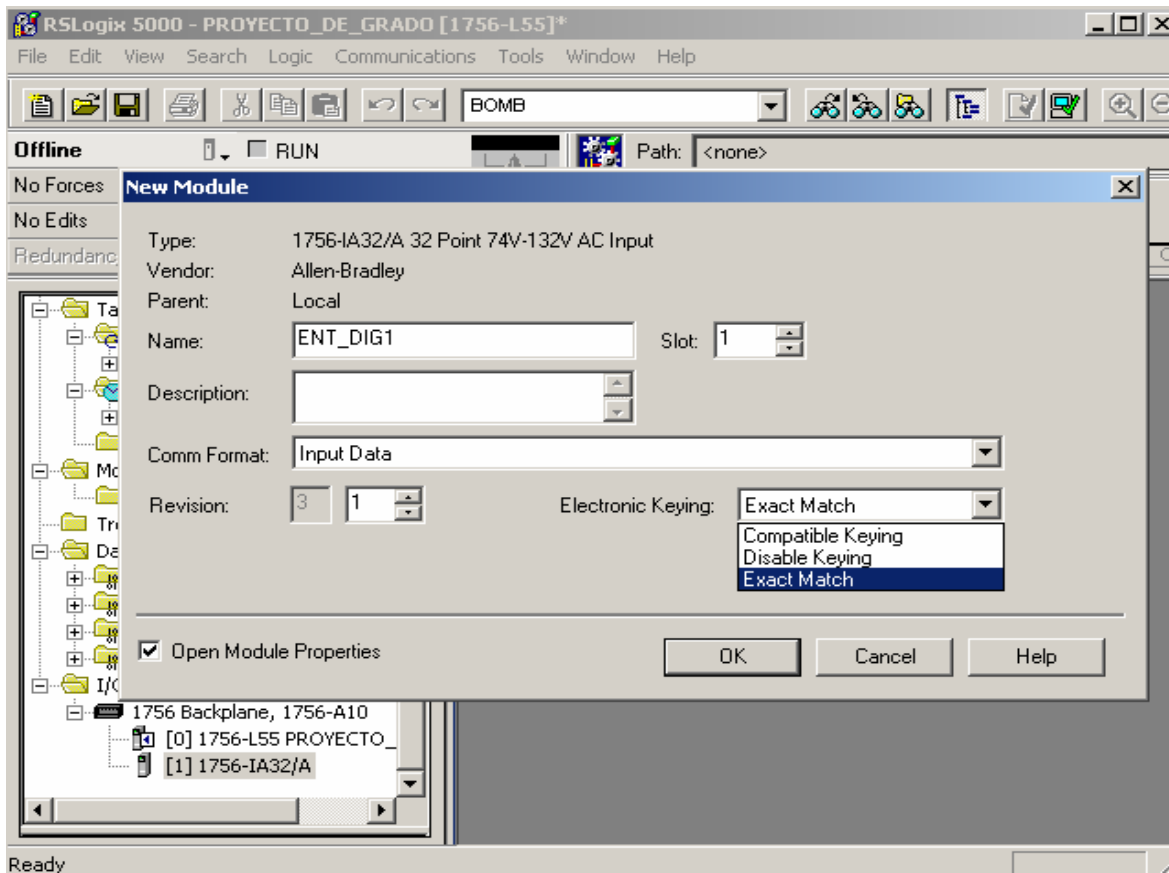 RSLogix 5000 - PROYECTO_DE_GRADO [1756-L55]*
File Edit View Search Logic Communications Tools Window Help
BOMB
Offline RUN Path: <none>
No Forces
No Edits
Redundanc
New Module
Type: 1756-IA32/A 32 Point 74V-132V AC Input
Vendor: Allen-Bradley
Parent: Local
Name: ENT_DIG1 Slot: 1
Description:
Comm Format: Input Data
Revision: 3 1 Electronic Keying: Exact Match
Compatible Keying
Disable Keying
Exact Match
Open Module Properties OK Cancel Help
Ta
Mo
Tre
Da
I/O
1756 Backplane, 1756-A10
[0] 1756-L55 PROYECTO_
[1] 1756-IA32/A
Ready